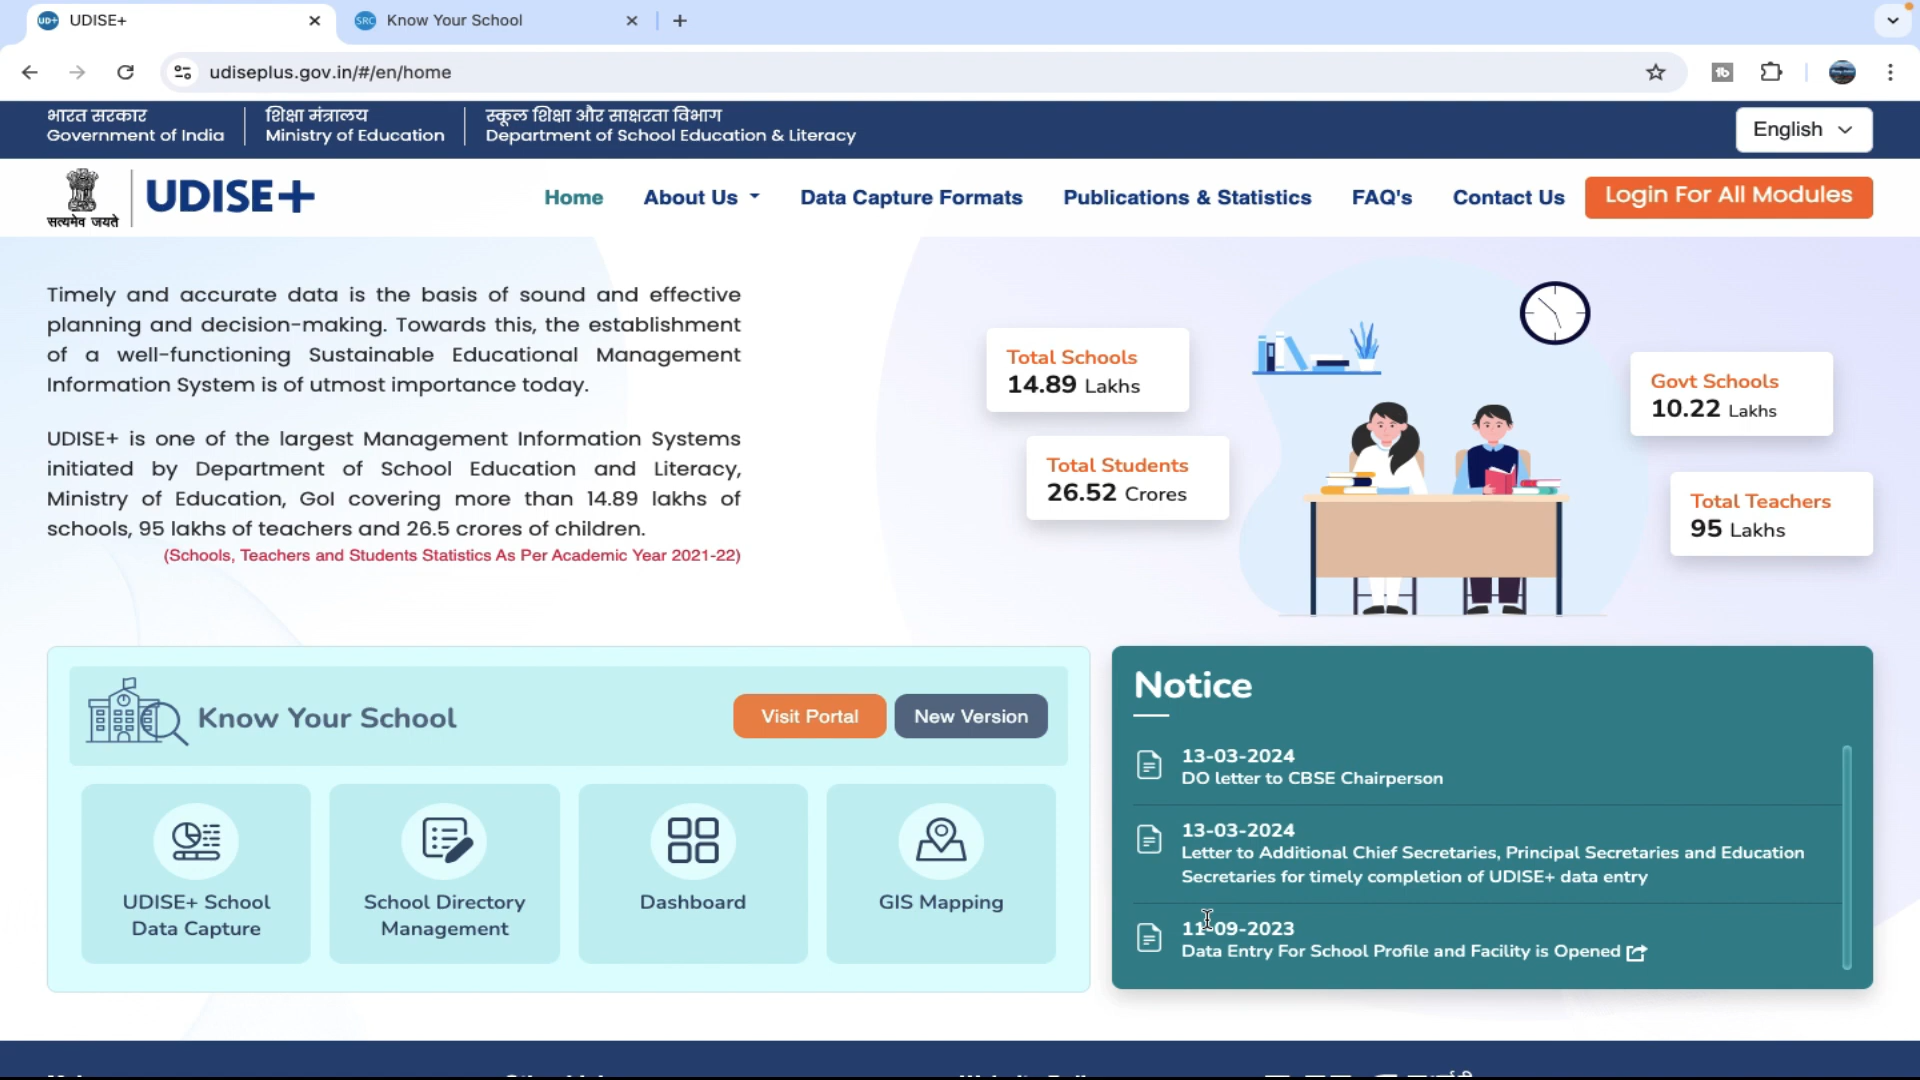 UDISE+
Know Your School
udiseplus.gov.in/#/en/home
भारत सरकार
Government of India
शिक्षा मंत्रालय
Ministry of Education
स्कूल शिक्षा और साक्षरता विभाग
Department of School Education & Literacy
English
सत्यमेव जयते
UDISE+
Home
About Us
Data Capture Formats
Publications & Statistics
FAQ's
Contact Us
Login For All Modules
Timely and accurate data is the basis of sound and effective
planning and decision-making. Towards this, the establishment
of a well-functioning Sustainable Educational Management
Information System is of utmost importance today.
UDISE+ is one of the largest Management Information Systems
initiated by Department of School Education and Literacy,
Ministry of Education, GoI covering more than 14.89 lakhs of
schools, 95 lakhs of teachers and 26.5 crores of children.
(Schools, Teachers and Students Statistics As Per Academic Year 2021-22)
Total Schools
14.89 Lakhs
Total Students
26.52 Crores
Govt Schools
10.22 Lakhs
Total Teachers
95 Lakhs
Know Your School
Visit Portal
New Version
UDISE+ School
Data Capture
School Directory
Management
Dashboard
GIS Mapping
Notice
13-03-2024
DO letter to CBSE Chairperson
13-03-2024
Letter to Additional Chief Secretaries, Principal Secretaries and Education
Secretaries for timely completion of UDISE+ data entry
11-09-2023
Data Entry For School Profile and Facility is Opened